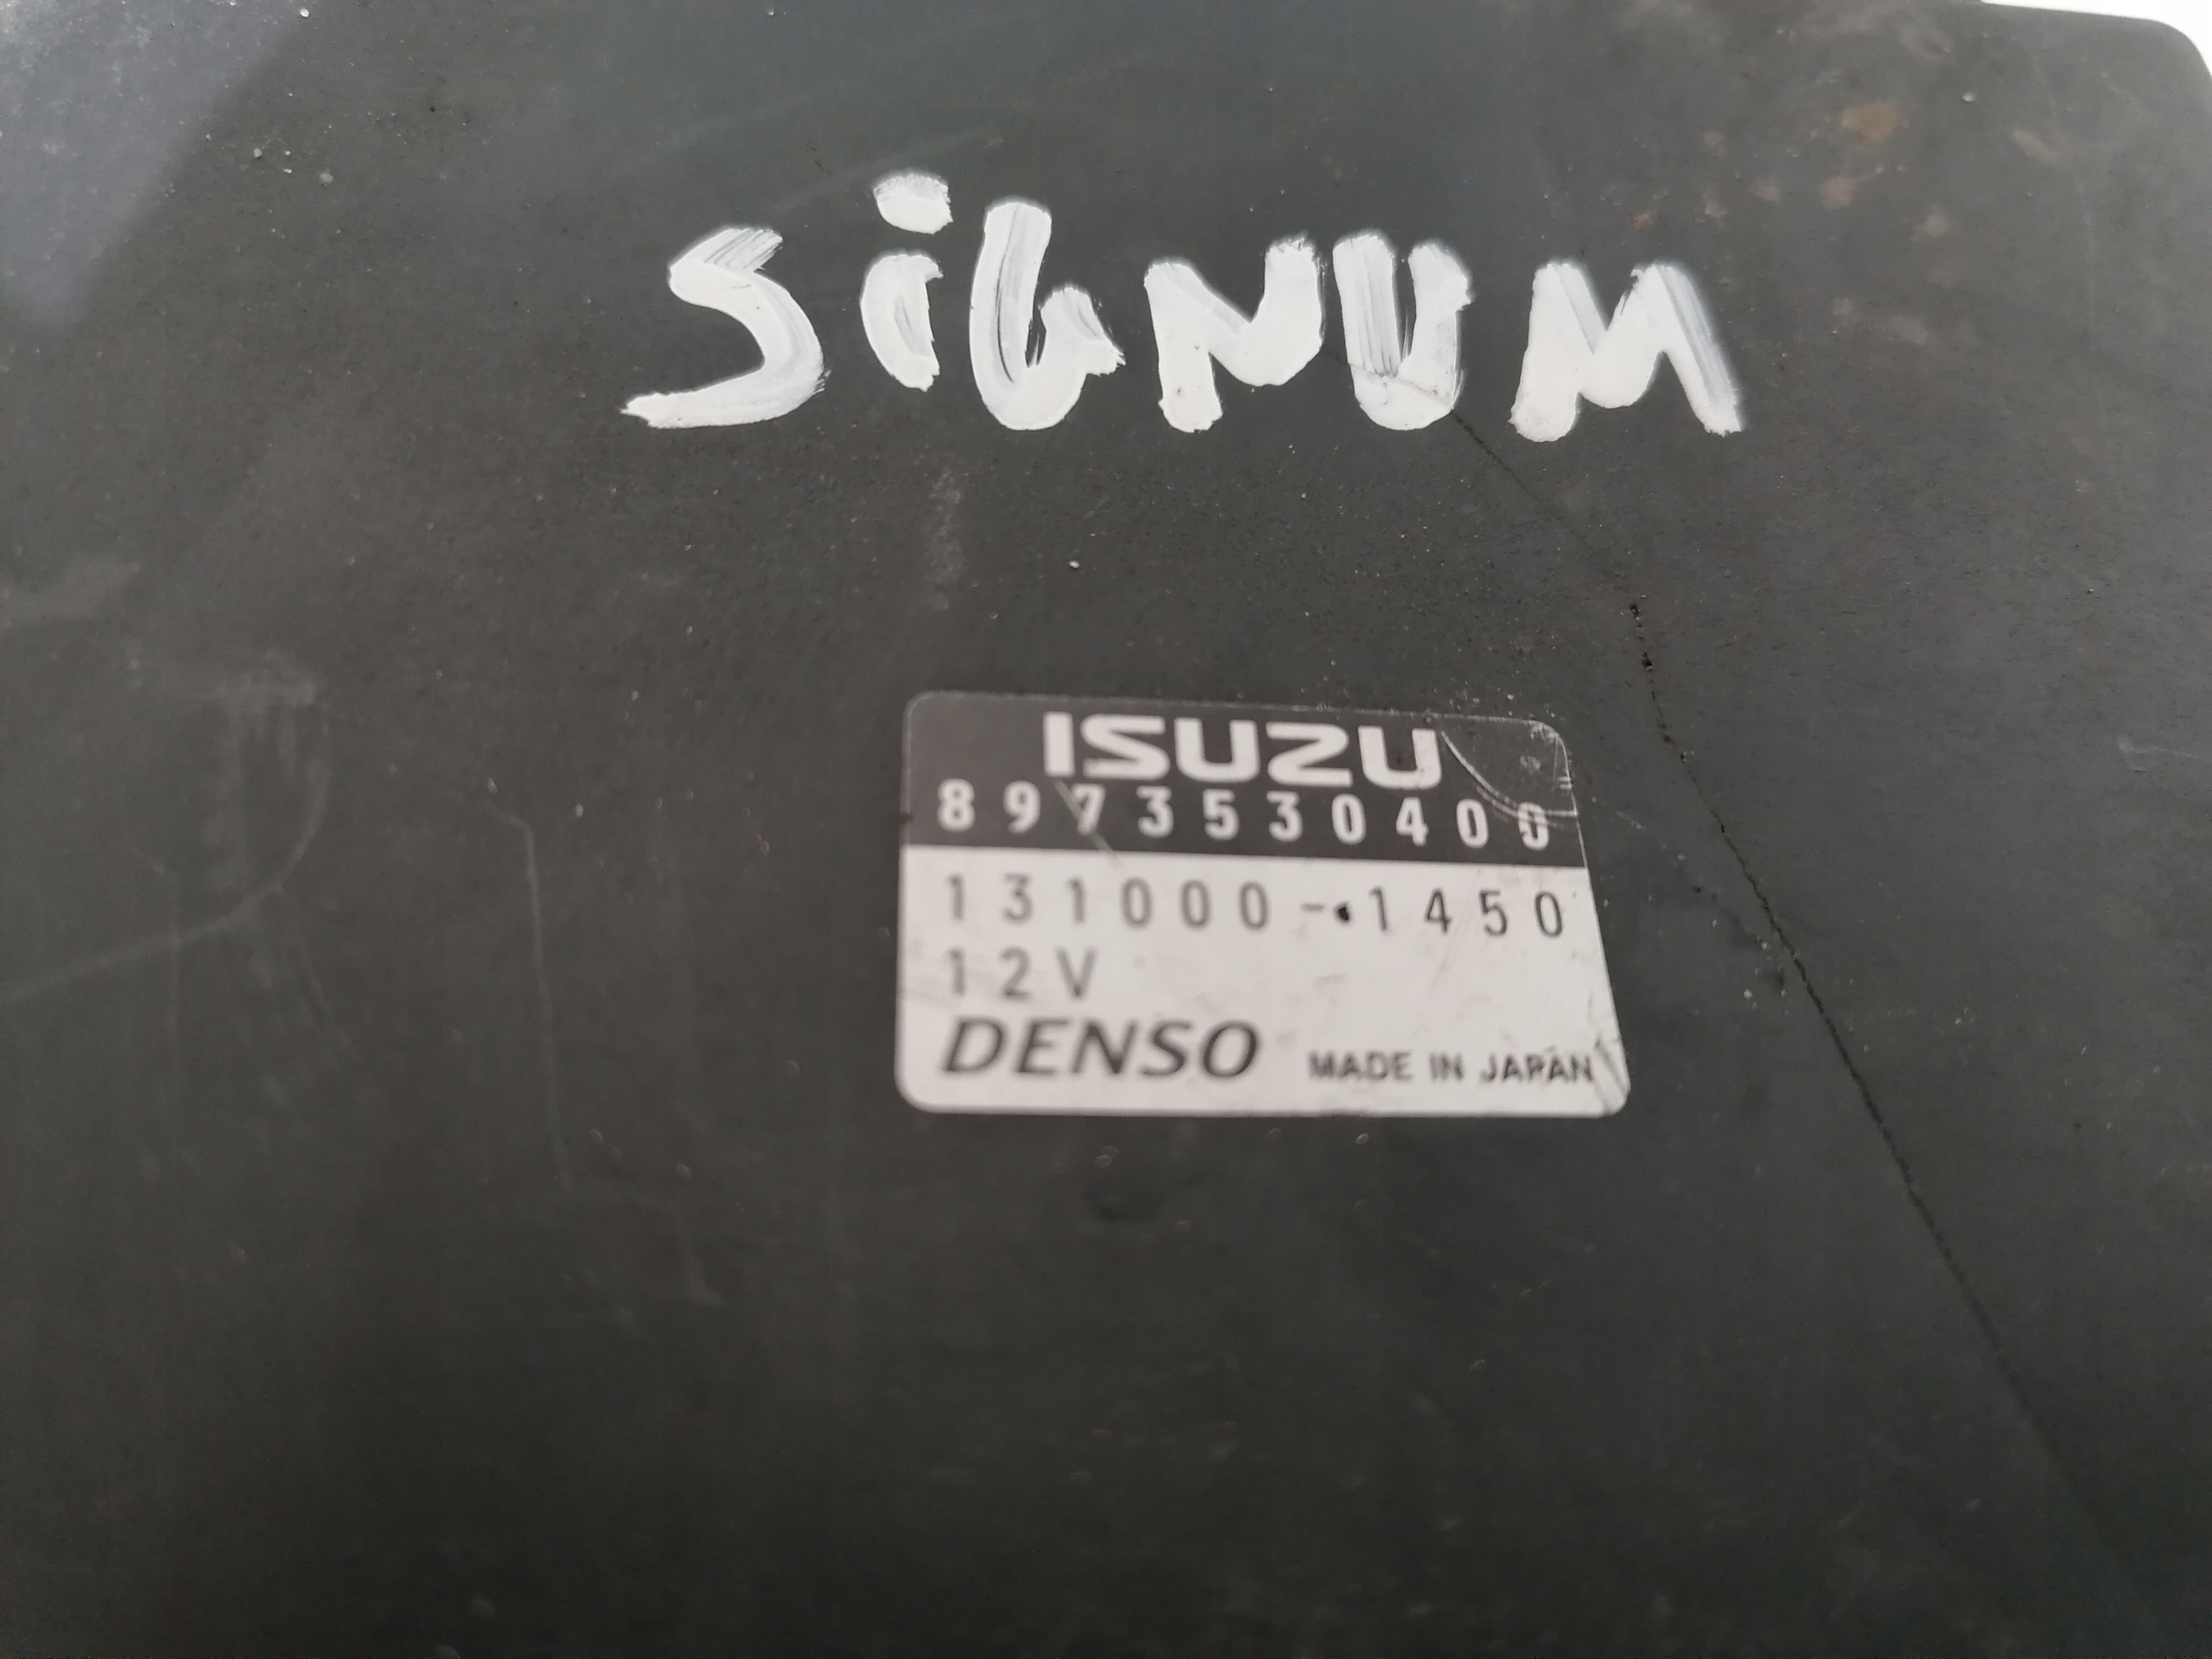 SiGNUM
ISUZU
8973530400
131000-1450
12V
DENSO MADE IN JAPAN